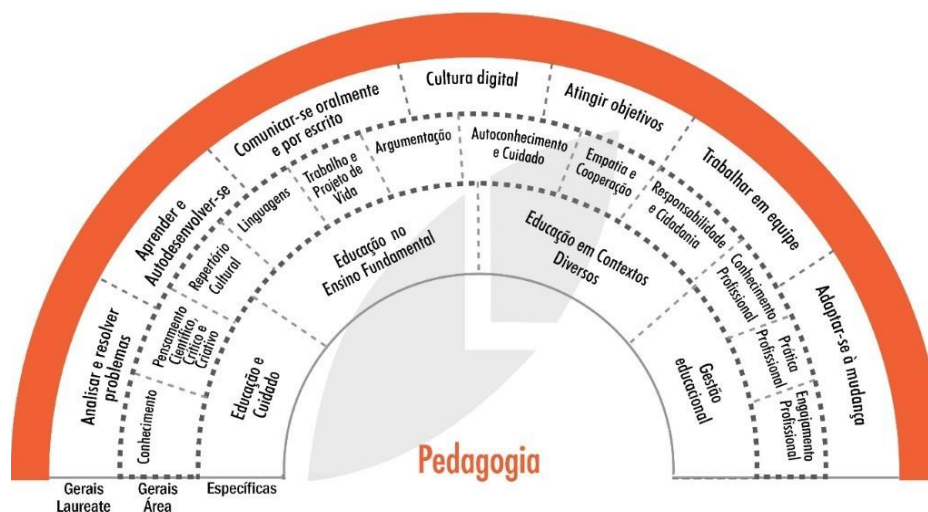 Analisar e resolver
problemas
Aprender e
Autodesenvolver-se
Comunicar-se oralmente
e por escrito
Cultura digital
Atingir objetivos
Trabalhar em equipe
Adaptar-se à mudança
Conhecimento
Pensamento
Científico,
Crítico e
Criativo
Repertório
Cultural
Linguagens
Trabalho e
Projeto de
Vida
Argumentação
Autoconhecimento
e Cuidado
Empatia e
Cooperação
Responsabilidade
e Cidadania
Conhecimento
Profissional
Prática
Profissional
Engajamento
Profissional
Educação e
Cuidado
Educação no
Ensino Fundamental
Educação em Contextos
Diversos
Gestão
educacional
Pedagogia
Gerais
Laureate
Gerais
Área
Específicas